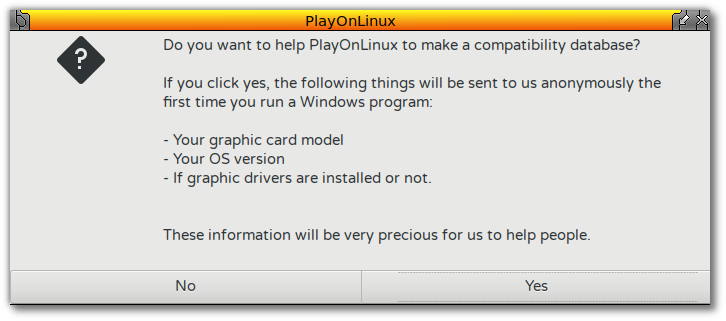 PlayOnLinux
Do you want to help PlayOnLinux to make a compatibility database?
If you click yes, the following things will be sent to us anonymously the
first time you run a Windows program:
- Your graphic card model
- Your OS version
- If graphic drivers are installed or not.
These information will be very precious for us to help people.
No
Yes